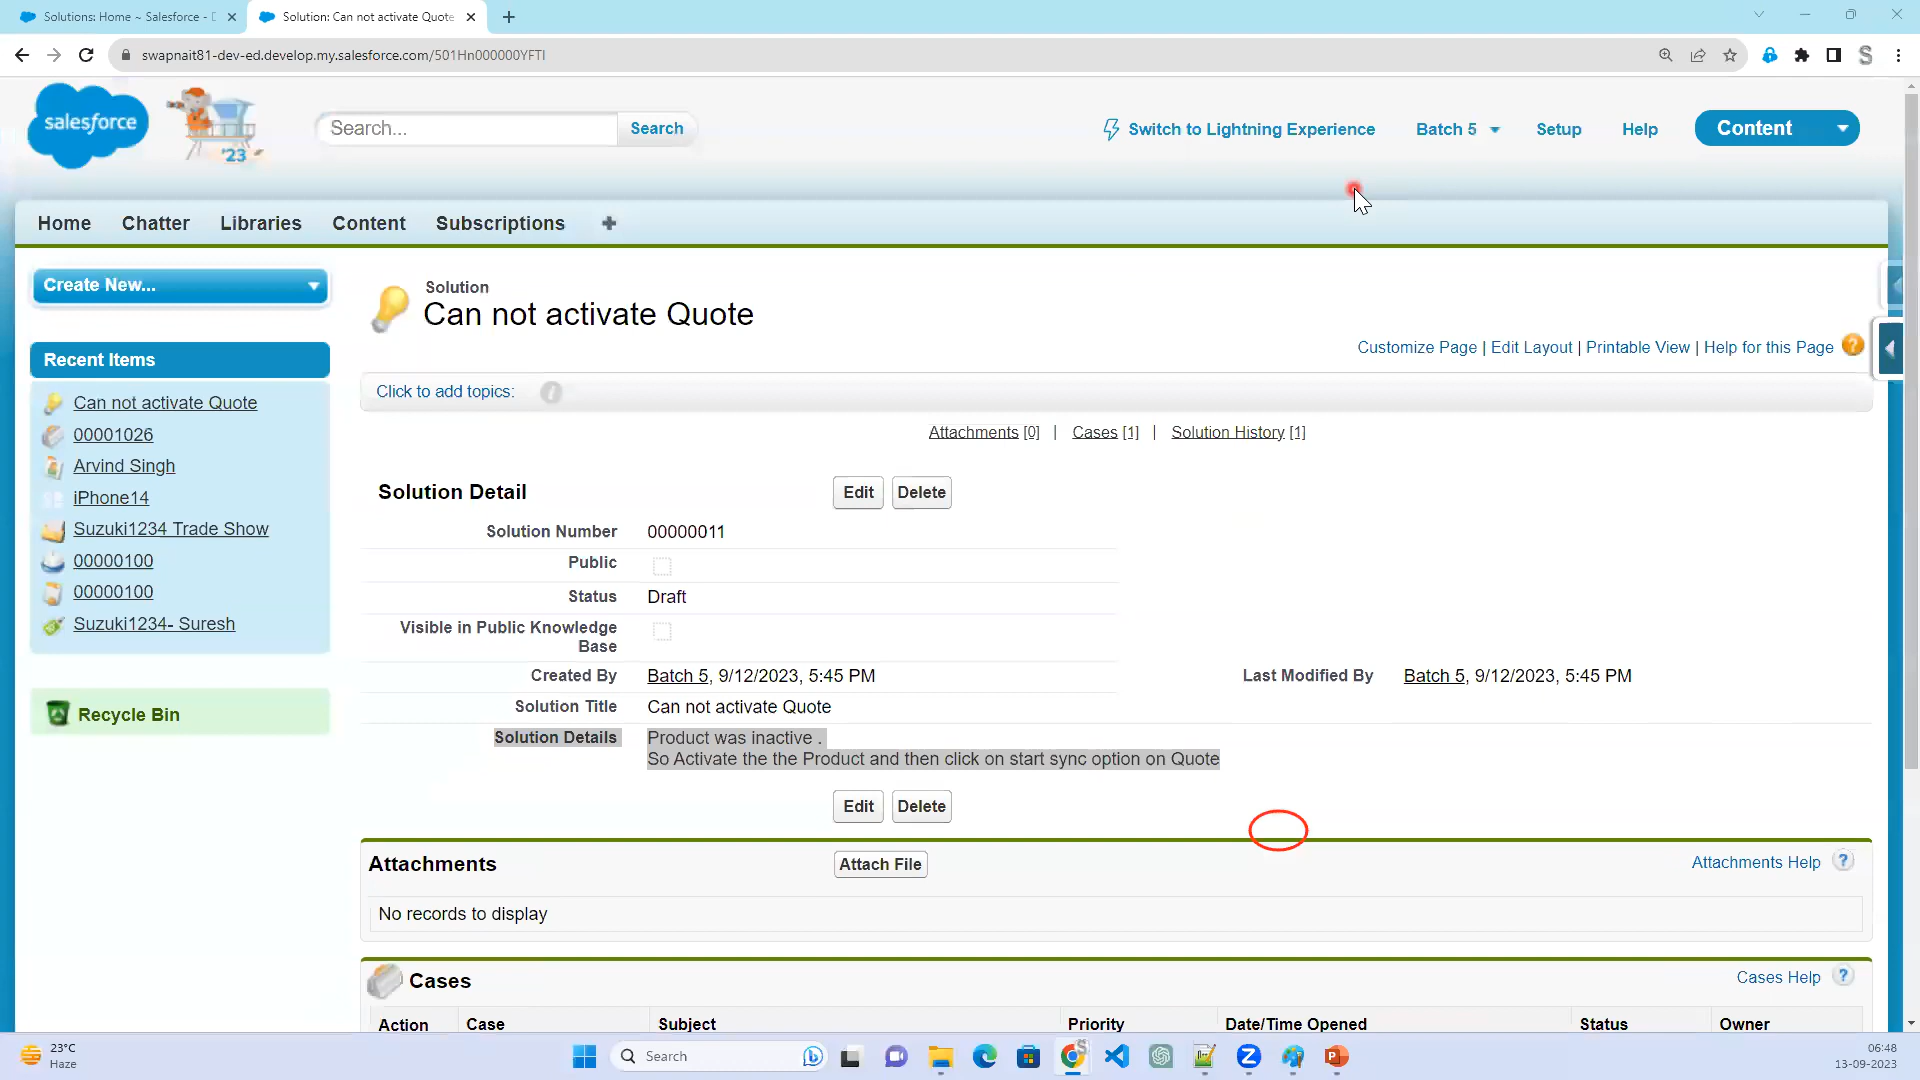 Solutions: Home ~ Salesforce - D
Solution: Can not activate Quote
swapnait81-dev-ed.develop.my.salesforce.com/501Hn000000YFTI
salesforce
'23
Search...
Search
Switch to Lightning Experience
Batch 5
Setup
Help
Content
Home
Chatter
Libraries
Content
Subscriptions
Create New...
Recent Items
Can not activate Quote
00001026
Arvind Singh
iPhone14
Suzuki1234 Trade Show
00000100
00000100
Suzuki1234- Suresh
Recycle Bin
Solution
Can not activate Quote
Customize Page | Edit Layout | Printable View | Help for this Page
Click to add topics:
Attachments [0] | Cases [1] | Solution History [1]
Solution Detail
Edit
Delete
Solution Number 00000011
Public
Status Draft
Visible in Public Knowledge
Base
Created By Batch 5, 9/12/2023, 5:45 PM
Last Modified By Batch 5, 9/12/2023, 5:45 PM
Solution Title Can not activate Quote
Solution Details Product was inactive .
So Activate the the Product and then click on start sync option on Quote
Edit
Delete
Attachments
Attach File
Attachments Help ?
No records to display
Cases
Cases Help ?
Action Case Subject Priority Date/Time Opened Status Owner
23°C
Haze
Search
06:48
13-09-2023